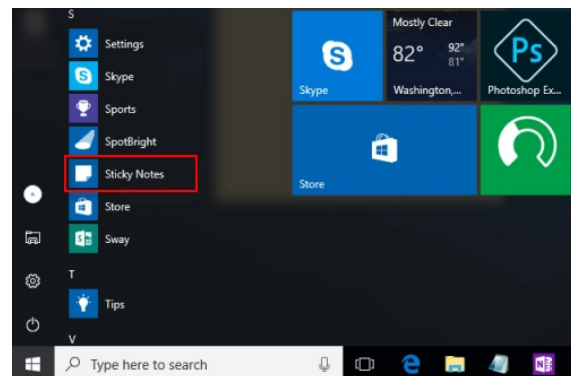 S
Settings
Skype
Sports
SpotBright
Sticky Notes
Store
Sway
T
Tips
V
Type here to search
Skype
Mostly Clear
82° 92°
81°
Washington,...
Ps
Photoshop Ex...
Store